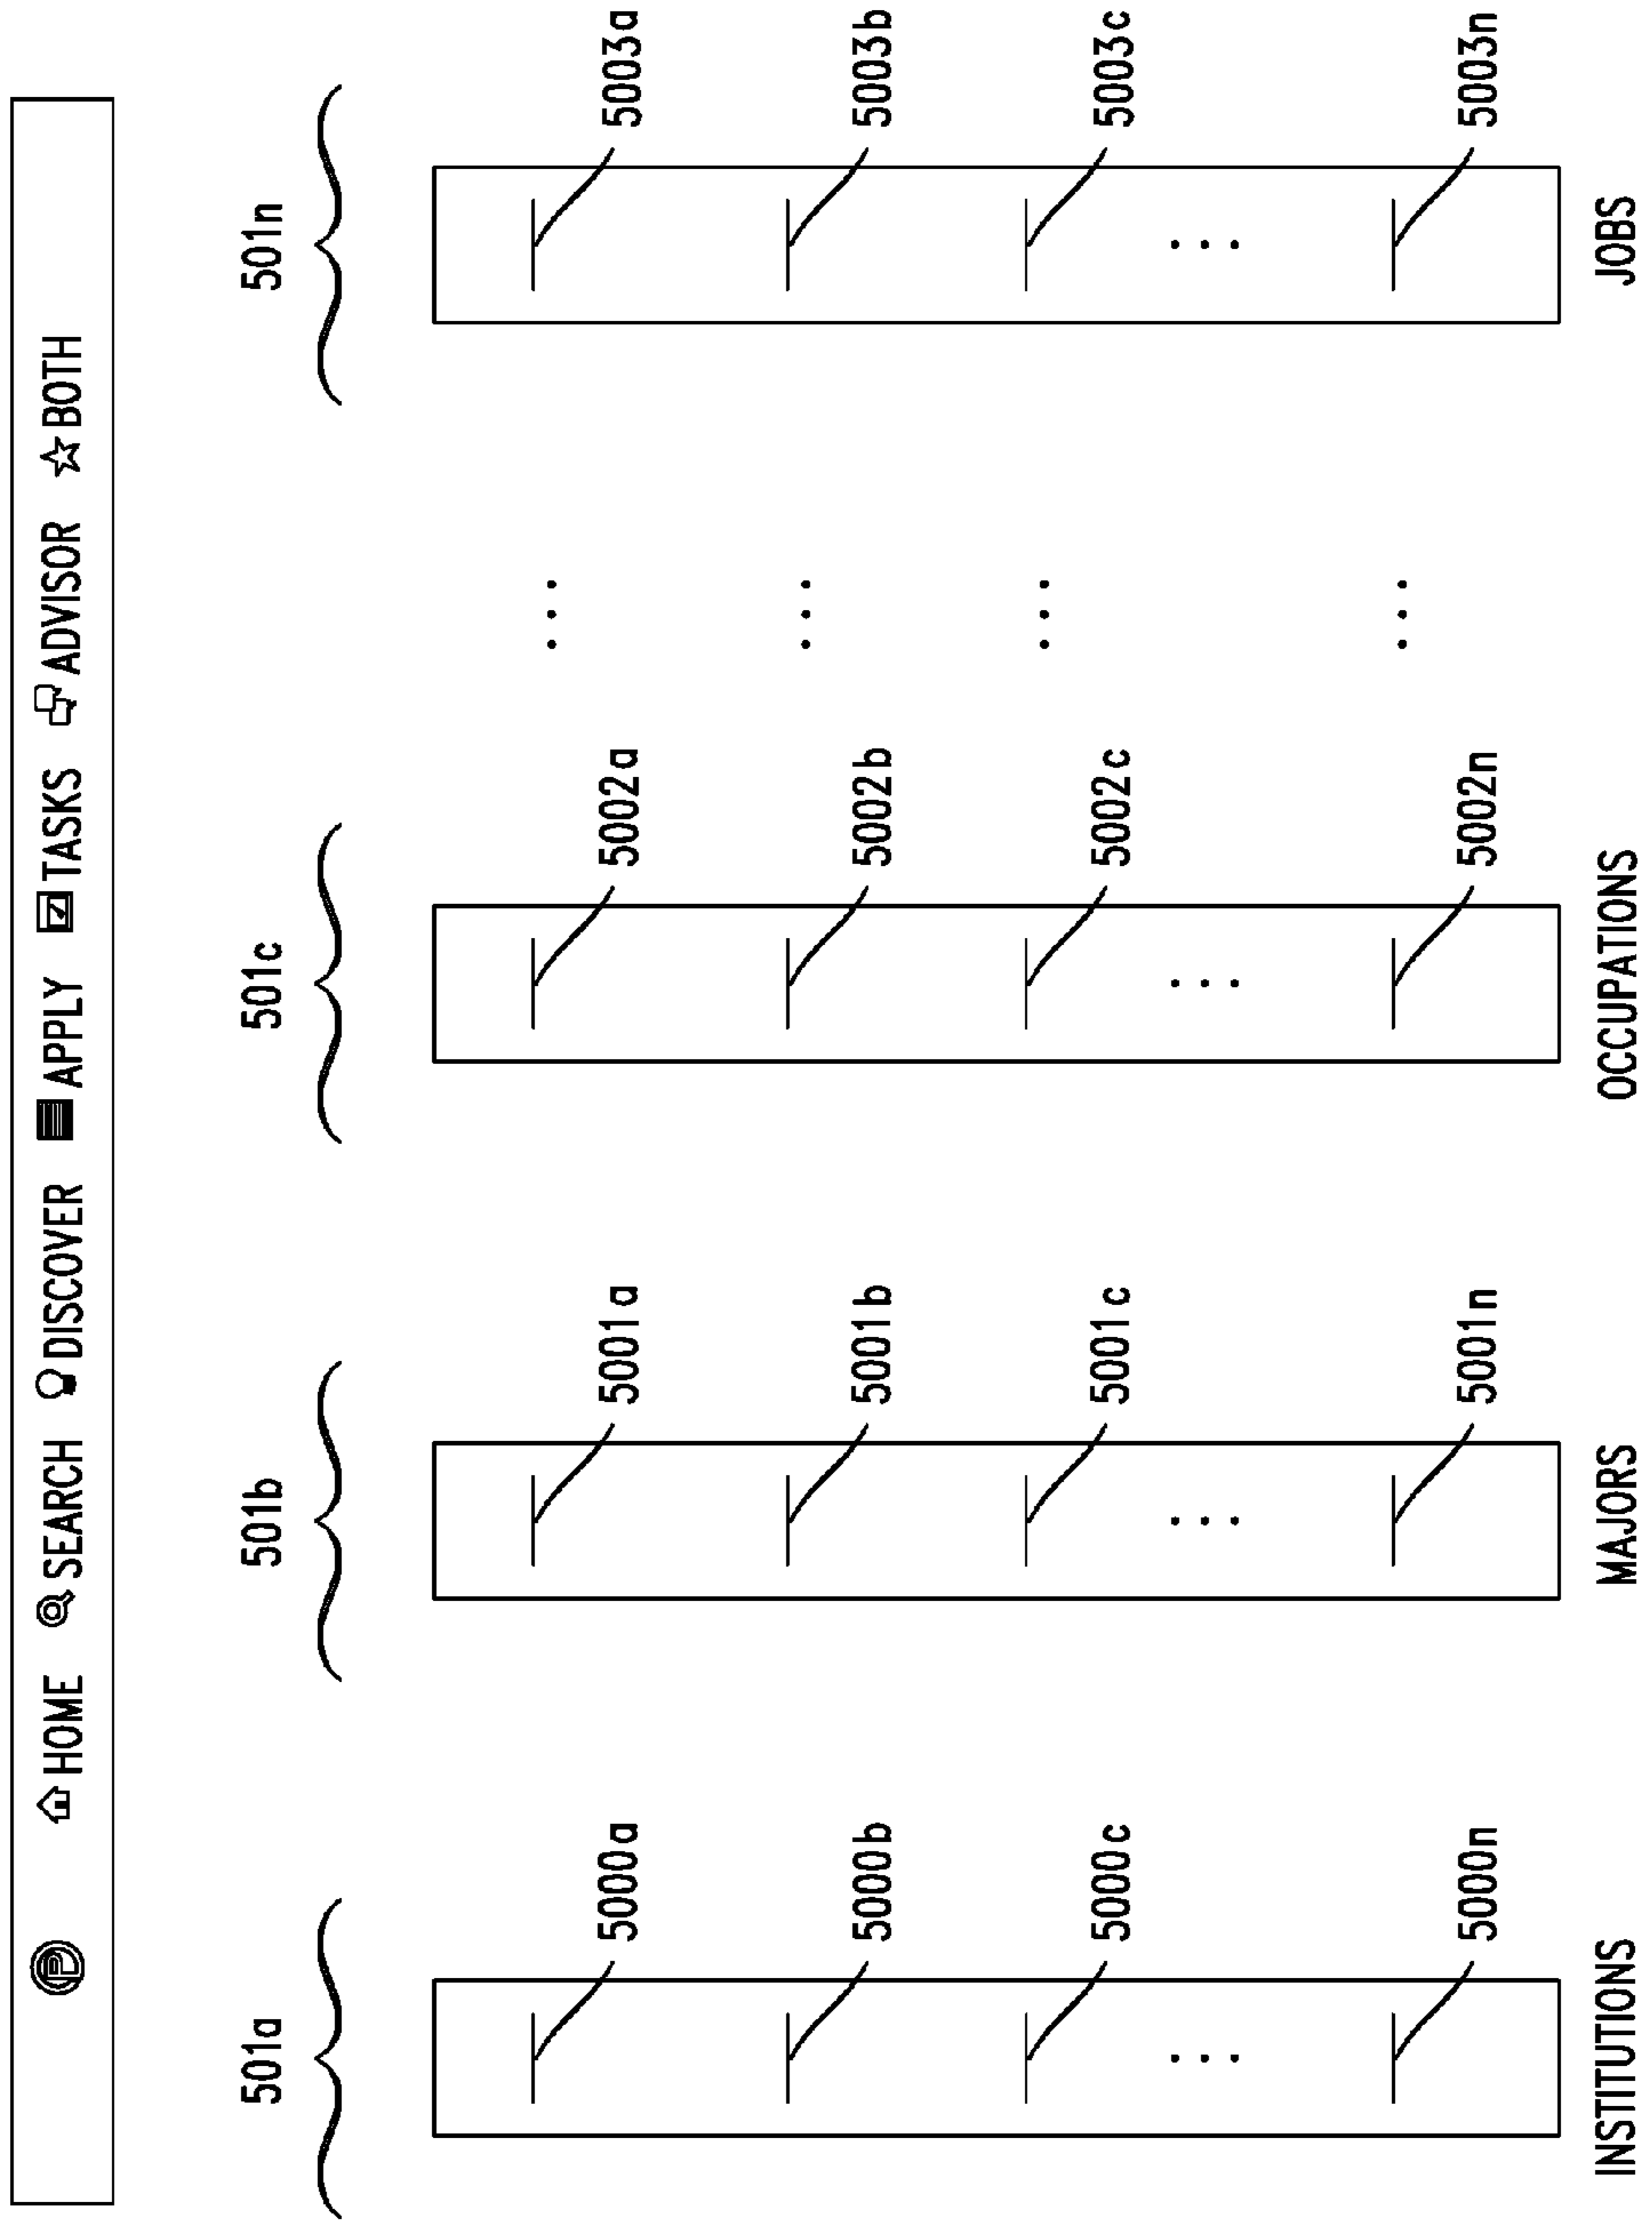 HOME SEARCH DISCOVER APPLY TASKS ADVISOR BOTH
501a 501b 501c 501n
5000a 5001a 5002a 5003a
5000b 5001b 5002b 5003b
5000c 5001c 5002c 5003c
5000n 5001n 5002n 5003n
INSTITUTIONS MAJORS OCCUPATIONS JOBS